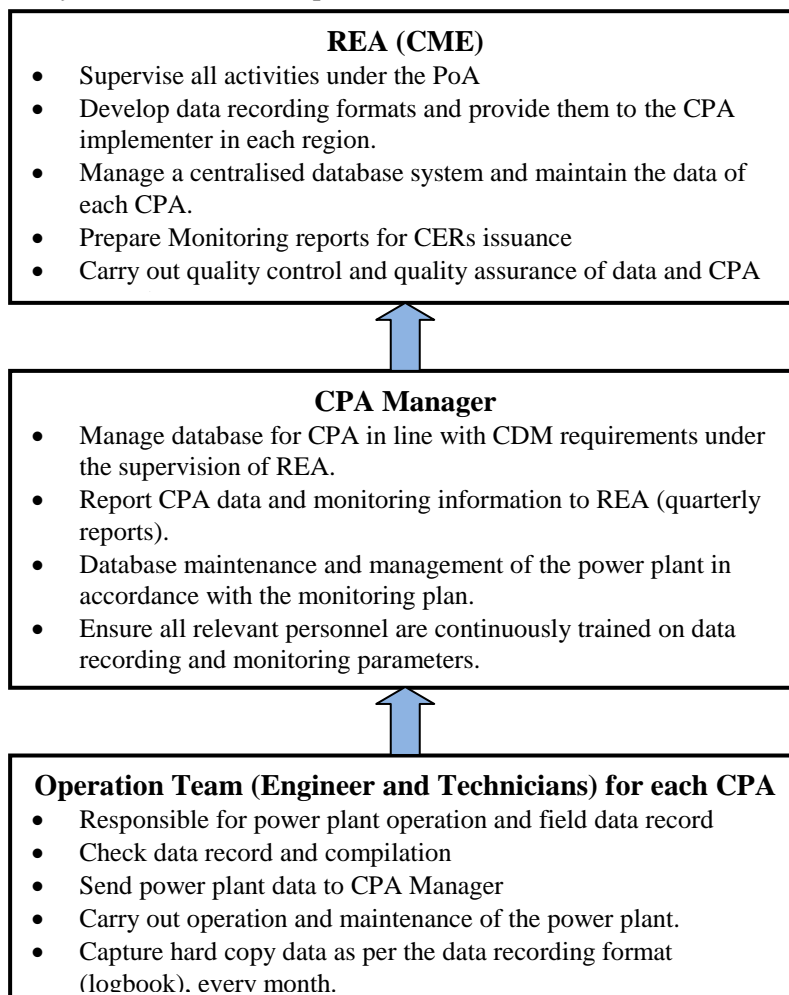 REA (CME)
• Supervise all activities under the PoA
• Develop data recording formats and provide them to the CPA
implementer in each region.
• Manage a centralised database system and maintain the data of
each CPA.
• Prepare Monitoring reports for CERs issuance
• Carry out quality control and quality assurance of data and CPA
CPA Manager
• Manage database for CPA in line with CDM requirements under
the supervision of REA.
• Report CPA data and monitoring information to REA (quarterly
reports).
• Database maintenance and management of the power plant in
accordance with the monitoring plan.
• Ensure all relevant personnel are continuously trained on data
recording and monitoring parameters.
Operation Team (Engineer and Technicians) for each CPA
• Responsible for power plant operation and field data record
• Check data record and compilation
• Send power plant data to CPA Manager
• Carry out operation and maintenance of the power plant.
• Capture hard copy data as per the data recording format
(logbook), every month.